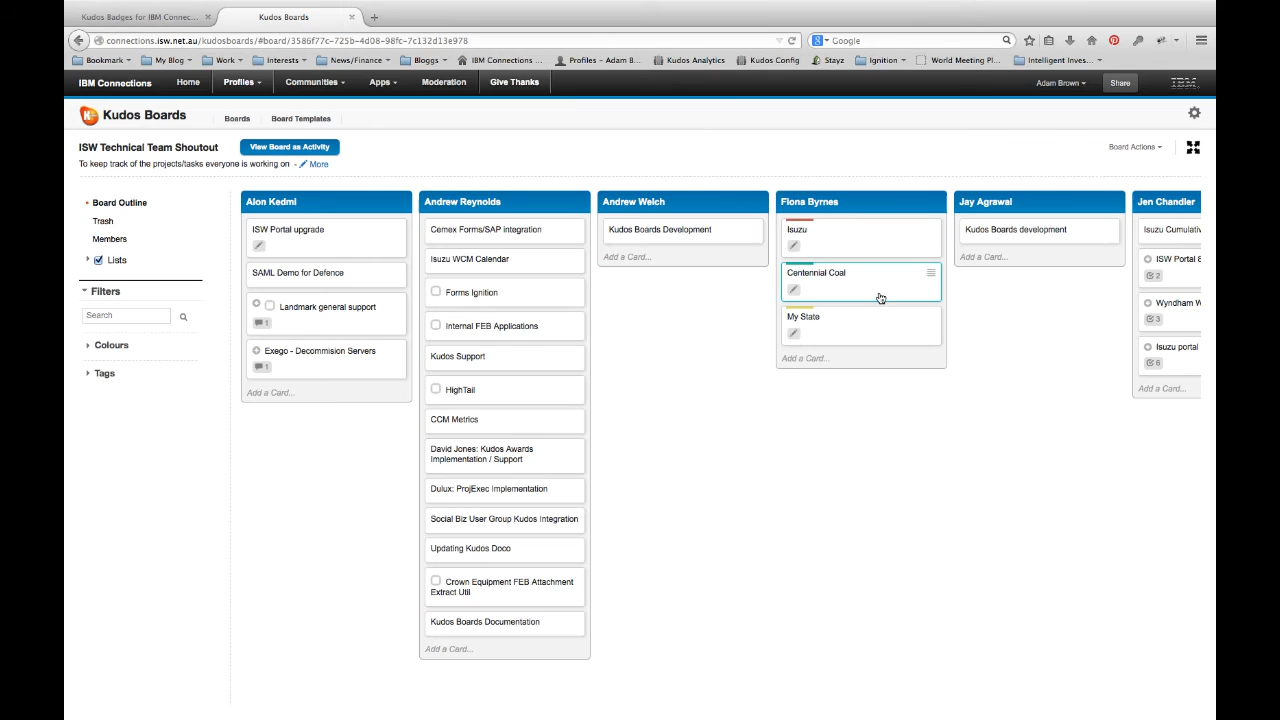 Kudos Badges for IBM Connec... ×
Kudos Boards ×
connections.isw.net.au/kudosboards/#board/3586f77c-725b-4d08-98fc-7c132d13e978
Google
Bookmark
My Blog
Work
Interests
News/Finance
Bloggs
IBM Connections ...
Profiles - Adam B...
Kudos Analytics
Kudos Config
Stayz
Ignition
World Meeting Pl...
Intelligent Inves...
IBM Connections
Home
Profiles
Communities
Apps
Moderation
Give Thanks
Adam Brown
Share
IBM
Kudos Boards
Boards
Board Templates
ISW Technical Team Shoutout
View Board as Activity
Board Actions
To keep track of the projects/tasks everyone is working on - More
Board Outline
Trash
Members
Lists
Filters
Search
Colours
Tags
Alon Kedmi
ISW Portal upgrade
SAML Demo for Defence
Landmark general support
1
Exego - Decommision Servers
1
Add a Card...
Andrew Reynolds
Cemex Forms/SAP integration
Isuzu WCM Calendar
Forms Ignition
Internal FEB Applications
Kudos Support
HighTail
CCM Metrics
David Jones: Kudos Awards
Implementation / Support
Dulux: ProjExec Implementation
Social Biz User Group Kudos Integration
Updating Kudos Doco
Crown Equipment FEB Attachment
Extract Util
Kudos Boards Documentation
Add a Card...
Andrew Welch
Kudos Boards Development
Add a Card...
Fiona Byrnes
Isuzu
Centennial Coal
My State
Add a Card...
Jay Agrawal
Kudos Boards development
Add a Card...
Jen Chandler
Isuzu Cumulativ
ISW Portal 8
2
Wyndham W
3
Isuzu portal
6
Add a Card...